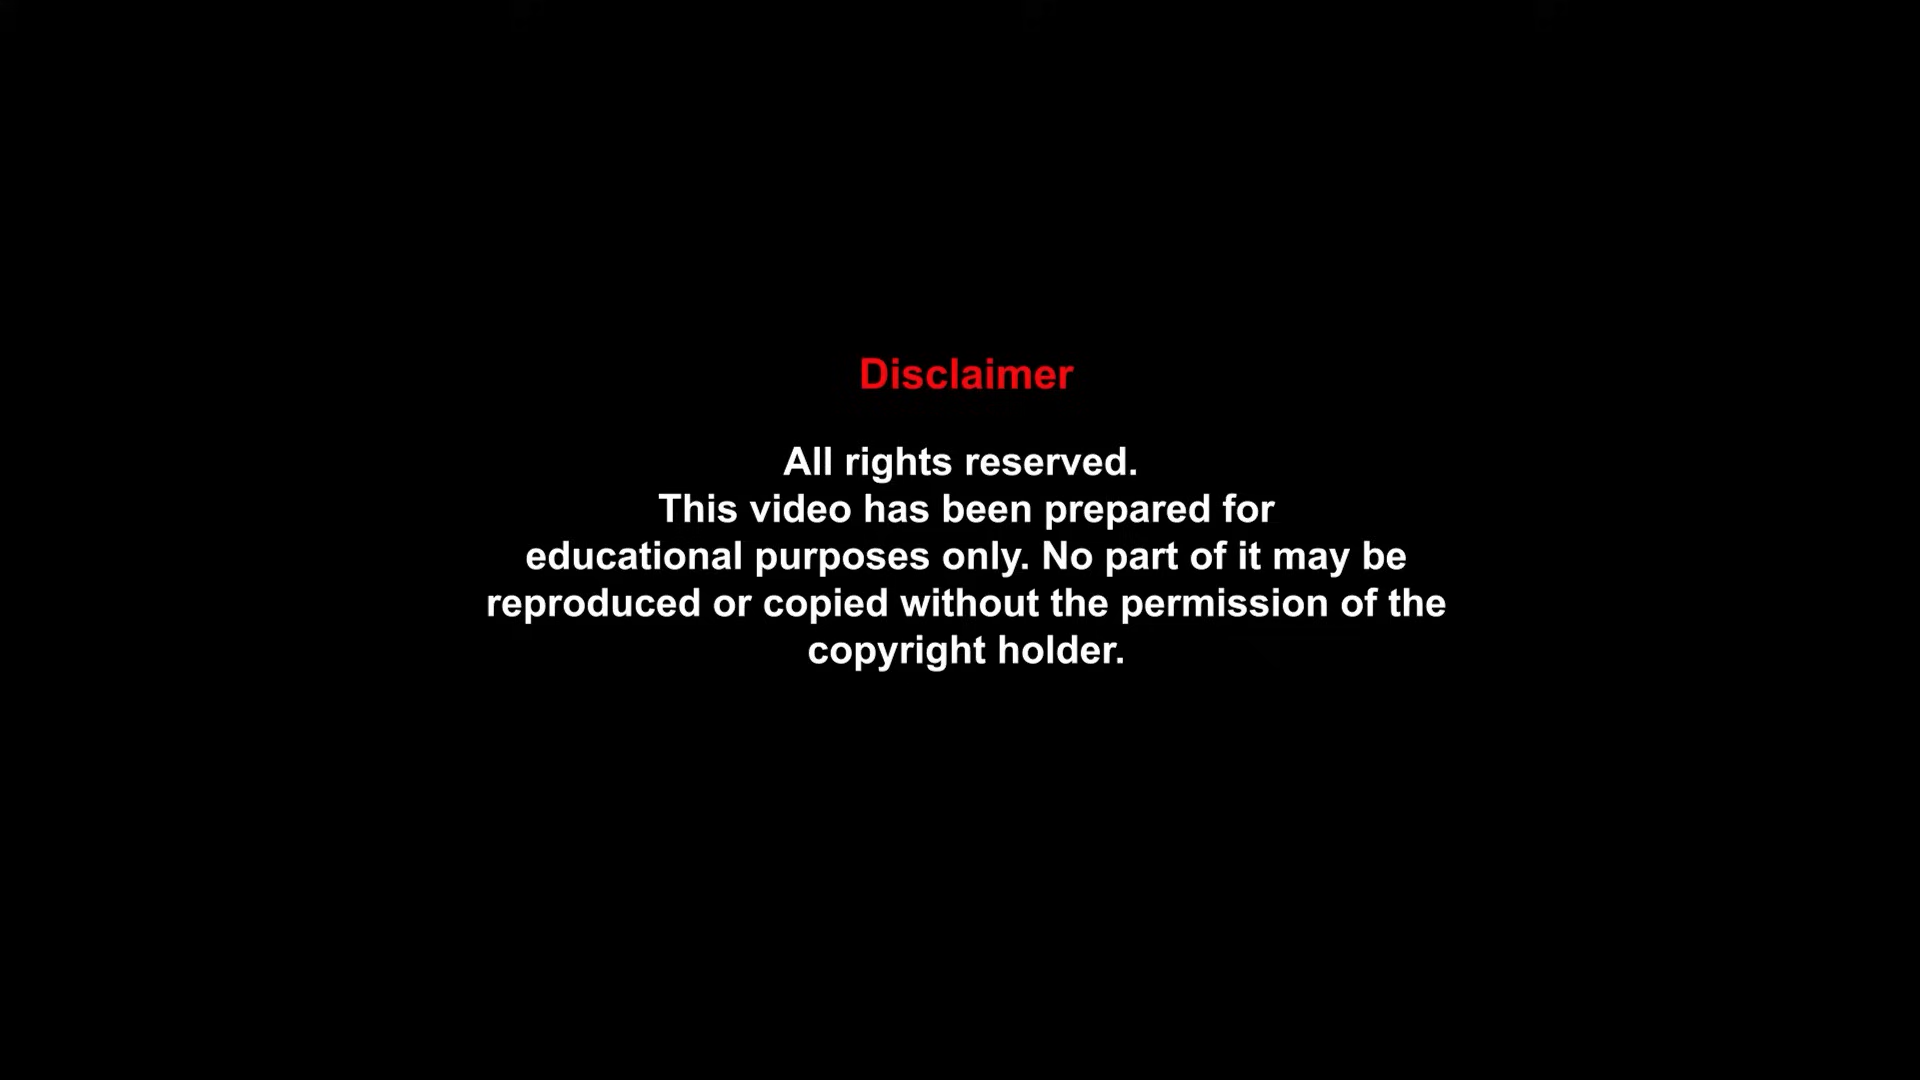 Disclaimer
All rights reserved.
This video has been prepared for
educational purposes only. No part of it may be
reproduced or copied without the permission of the
copyright holder.